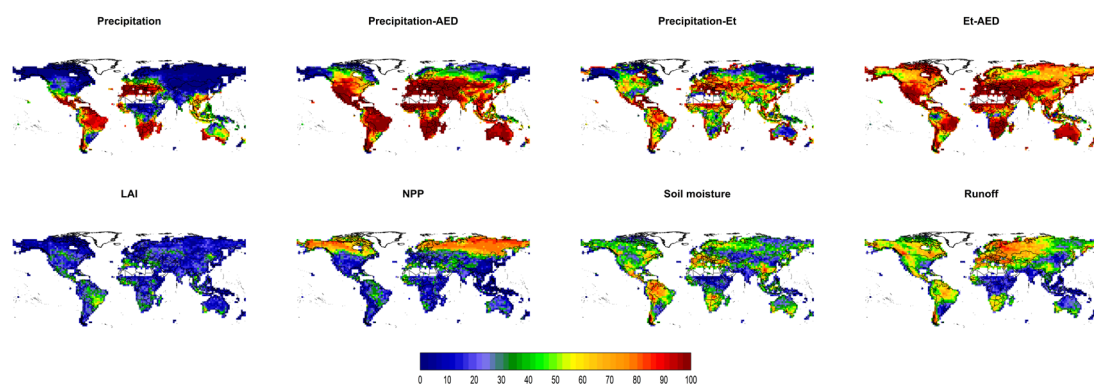 Precipitation Precipitation-AED Precipitation-Et Et-AED
LAI NPP Soil moisture Runoff
0 10 20 30 40 50 60 70 80 90 100